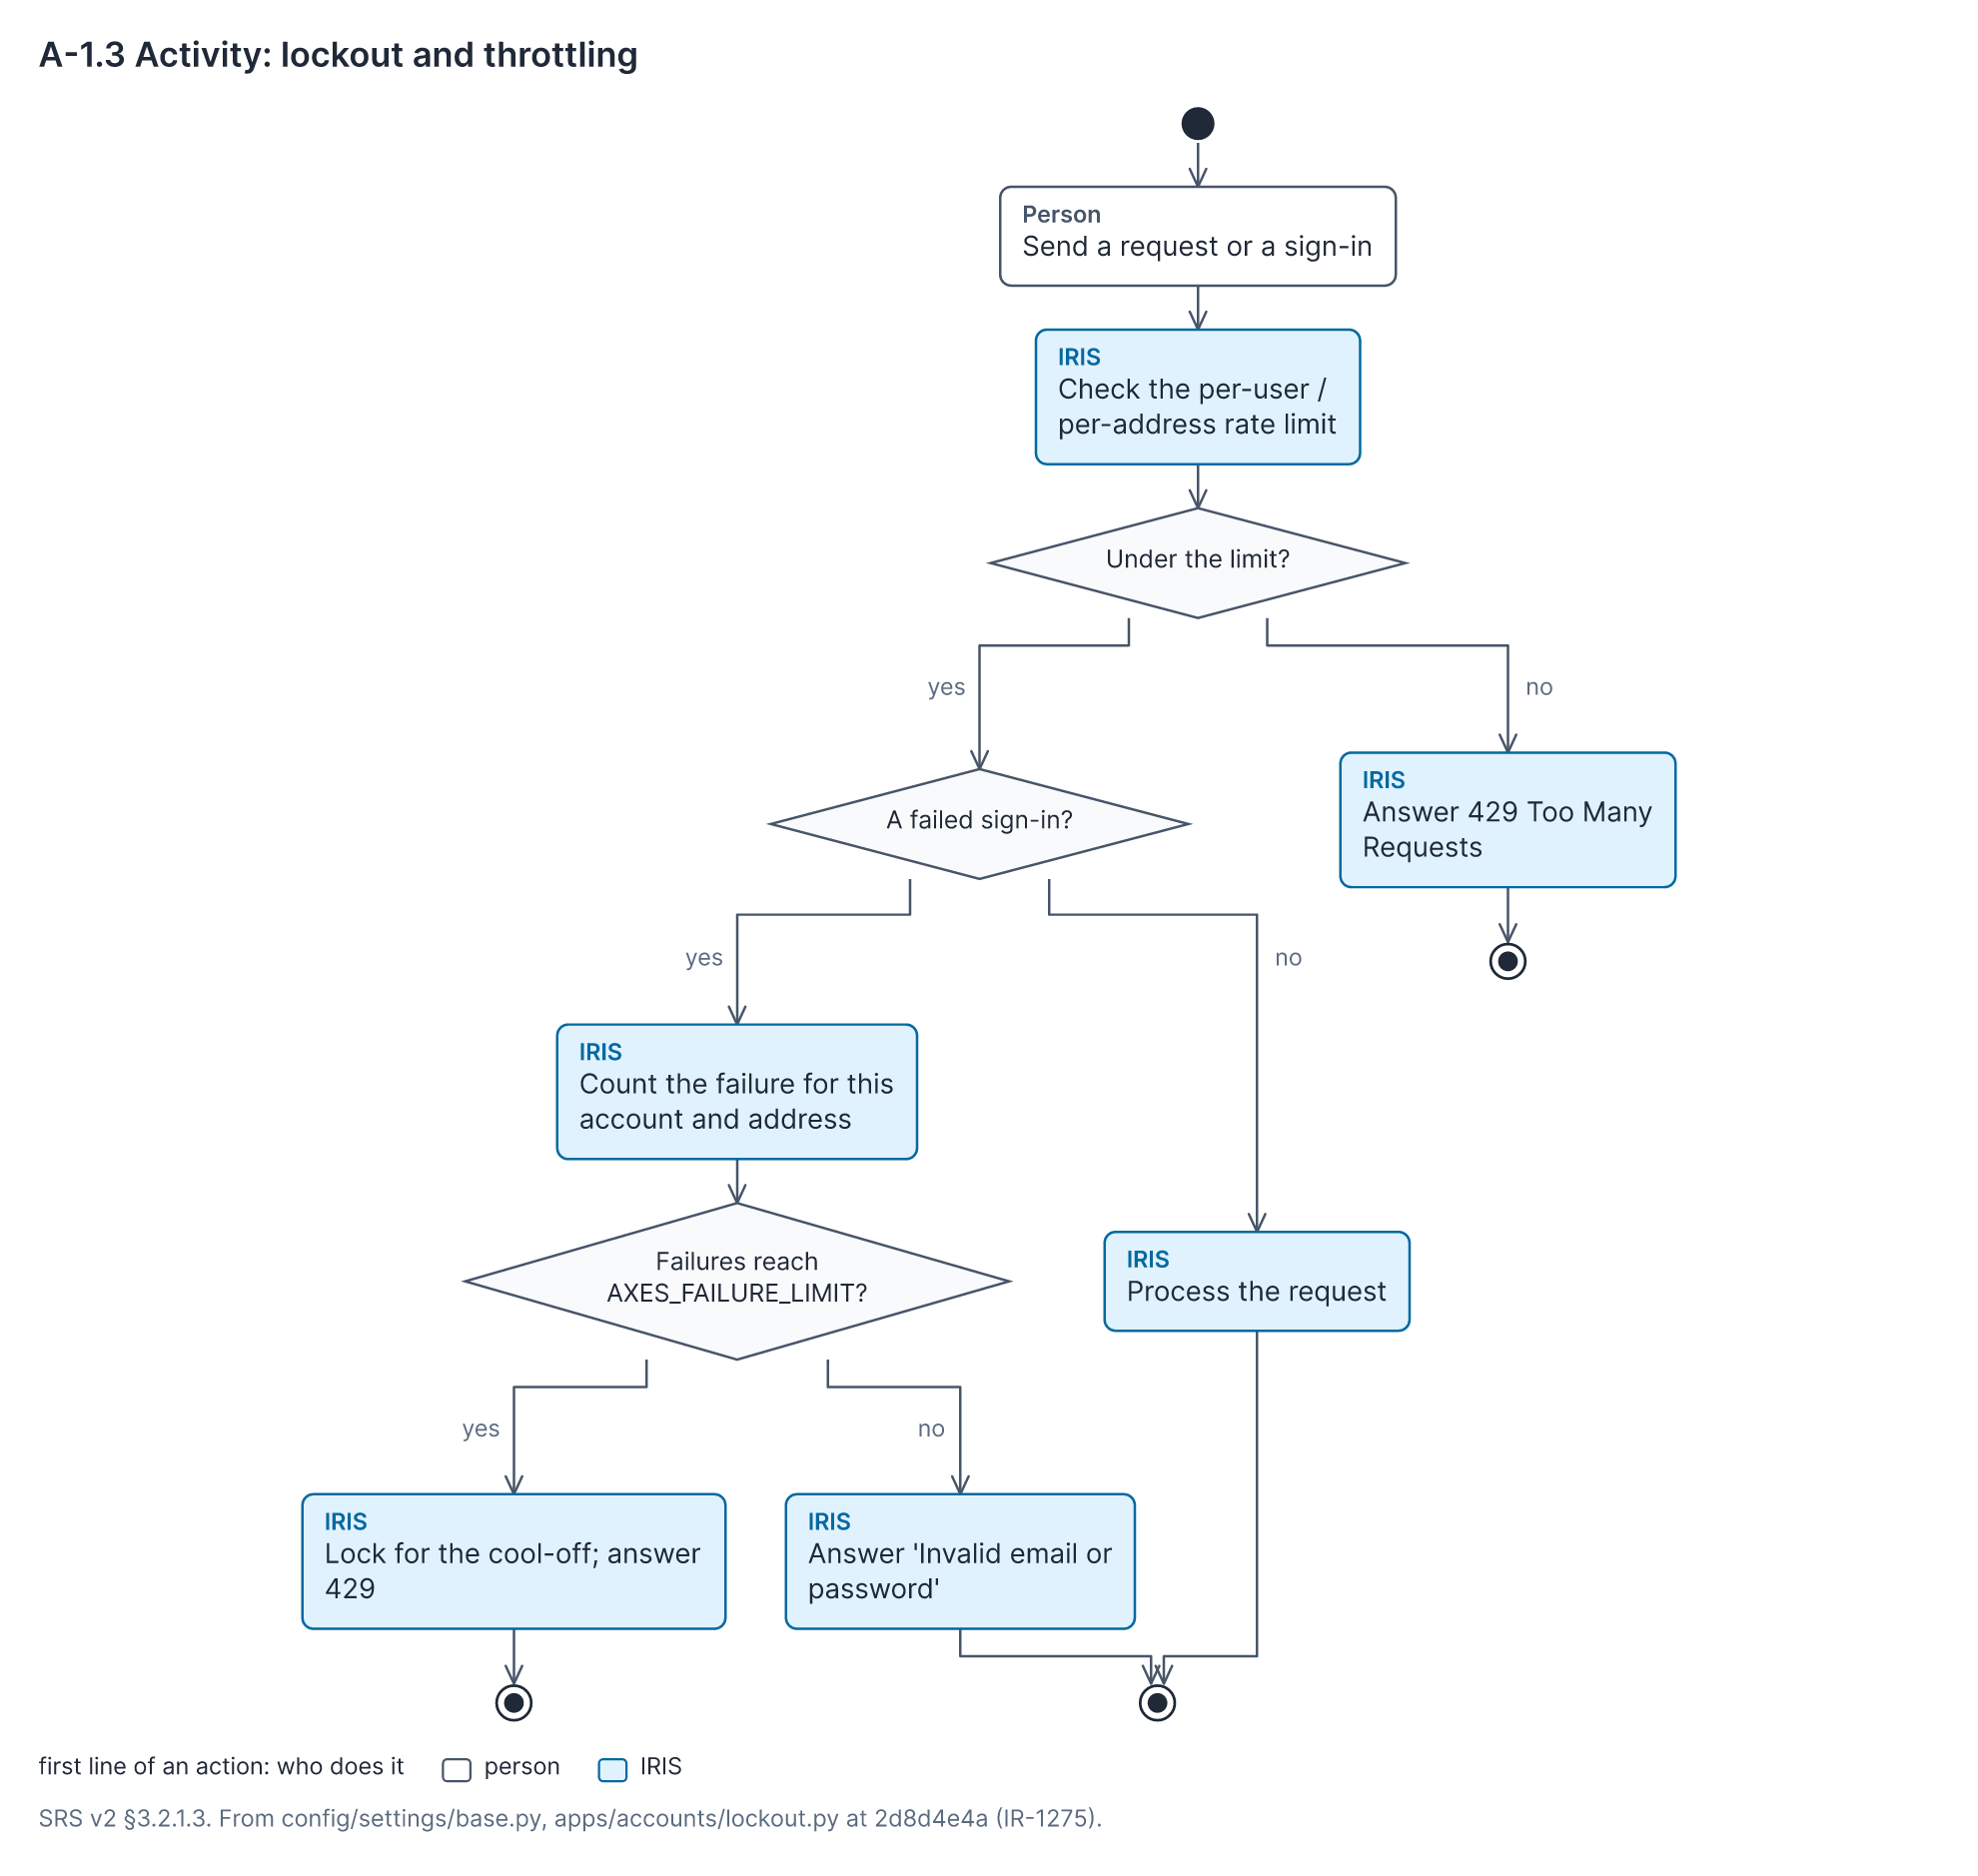 A-1.3 Activity: lockout and throttling
Person
Send a request or a sign-in
IRIS
Check the per-user /
per-address rate limit
Under the limit?
yes
no
IRIS
Answer 429 Too Many
Requests
A failed sign-in?
yes
no
IRIS
Count the failure for this
account and address
Failures reach
AXES_FAILURE_LIMIT?
IRIS
Process the request
yes
no
IRIS
Lock for the cool-off; answer
429
IRIS
Answer 'Invalid email or
password'
first line of an action: who does it
person
IRIS
SRS v2 §3.2.1.3. From config/settings/base.py, apps/accounts/lockout.py at 2d8d4e4a (IR-1275).